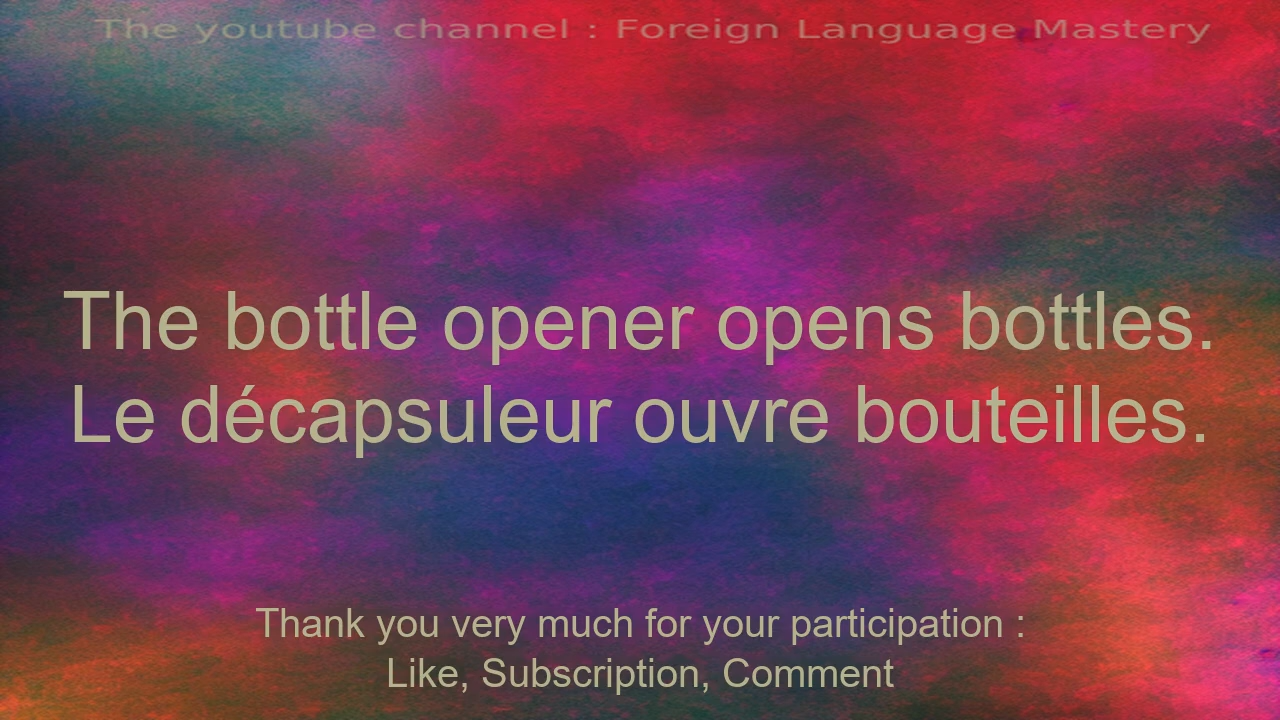 The youtube channel : Foreign Language Mastery
The bottle opener opens bottles.
Le décapsuleur ouvre bouteilles.
Thank you very much for your participation :
Like, Subscription, Comment